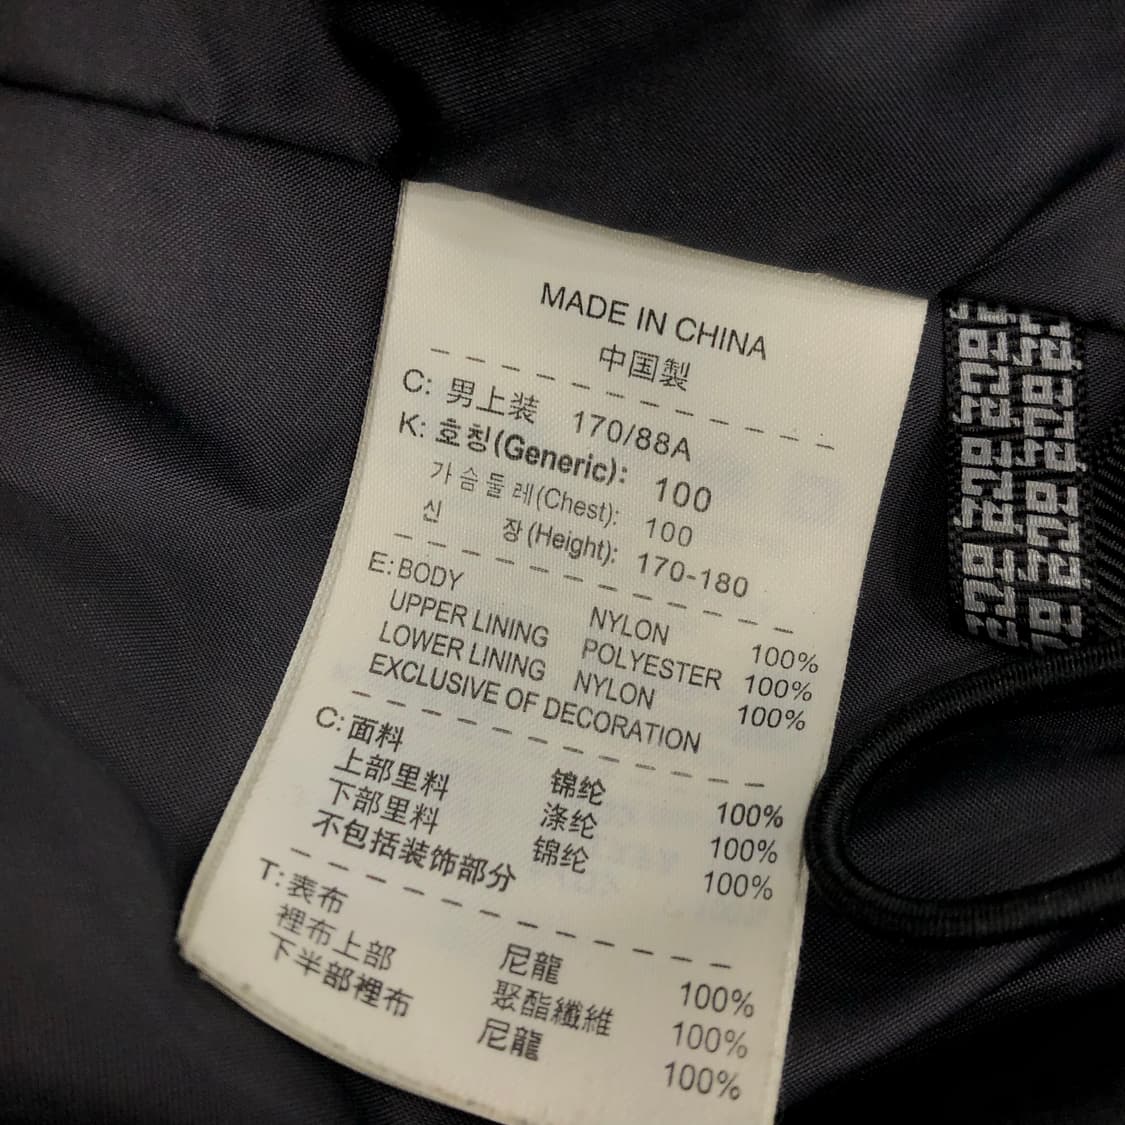 MADE IN CHINA
中国製
C: 男上装 170/88A
K: 호칭(Generic): 100
가슴둘레(Chest): 100
신 장(Height): 170-180
E: BODY NYLON 100%
UPPER LINING POLYESTER 100%
LOWER LINING NYLON 100%
EXCLUSIVE OF DECORATION
C: 面料 锦纶 100%
上部里料 涤纶 100%
下部里料 锦纶 100%
不包括装饰部分
T: 表布 尼龍 100%
裡布上部 聚酯纖維 100%
下半部裡布 尼龍 100%